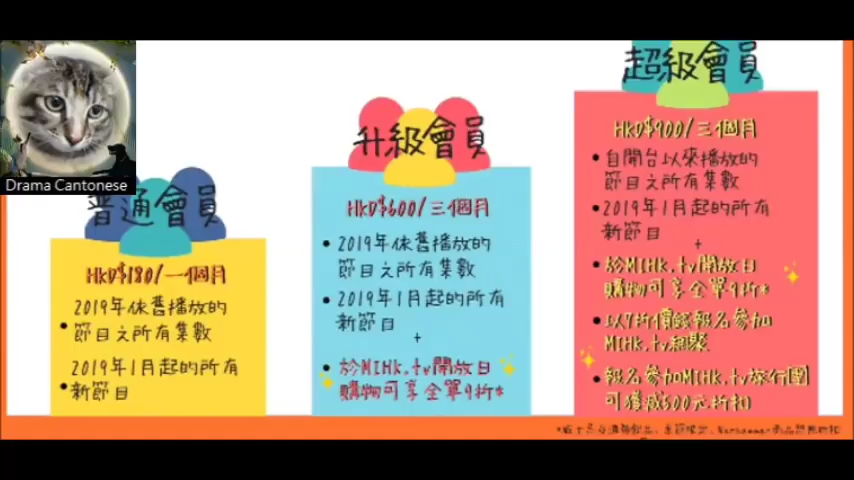 Drama Cantonese
普通會員
HKD$180/一個月
2019年依舊播放的
節目之所有集數
2019年1月起的所有
新節目
升級會員
HKD$600/三個月
2019年依舊播放的
節目之所有集數
2019年1月起的所有
新節目
+
於MIHK.tv開放日
購物可享全單9折*
超級會員
HKD$900/三個月
自開台以來播放的
節目之所有集數
2019年1月起的所有
新節目
+
於MIHK.tv開放日
購物可享全單9折*
以7折價錢報名參加
MIHK.tv組聚
報名參加MIHK.tv旅行團
可獲減500元折扣